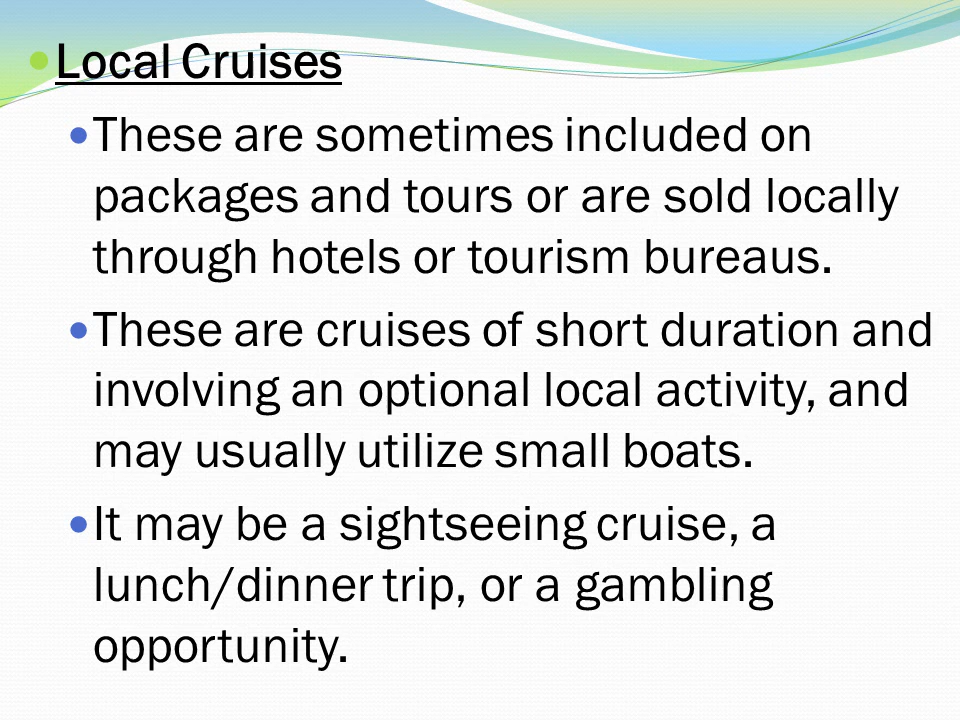 Local Cruises
These are sometimes included on
packages and tours or are sold locally
through hotels or tourism bureaus.
These are cruises of short duration and
involving an optional local activity, and
may usually utilize small boats.
It may be a sightseeing cruise, a
lunch/dinner trip, or a gambling
opportunity.